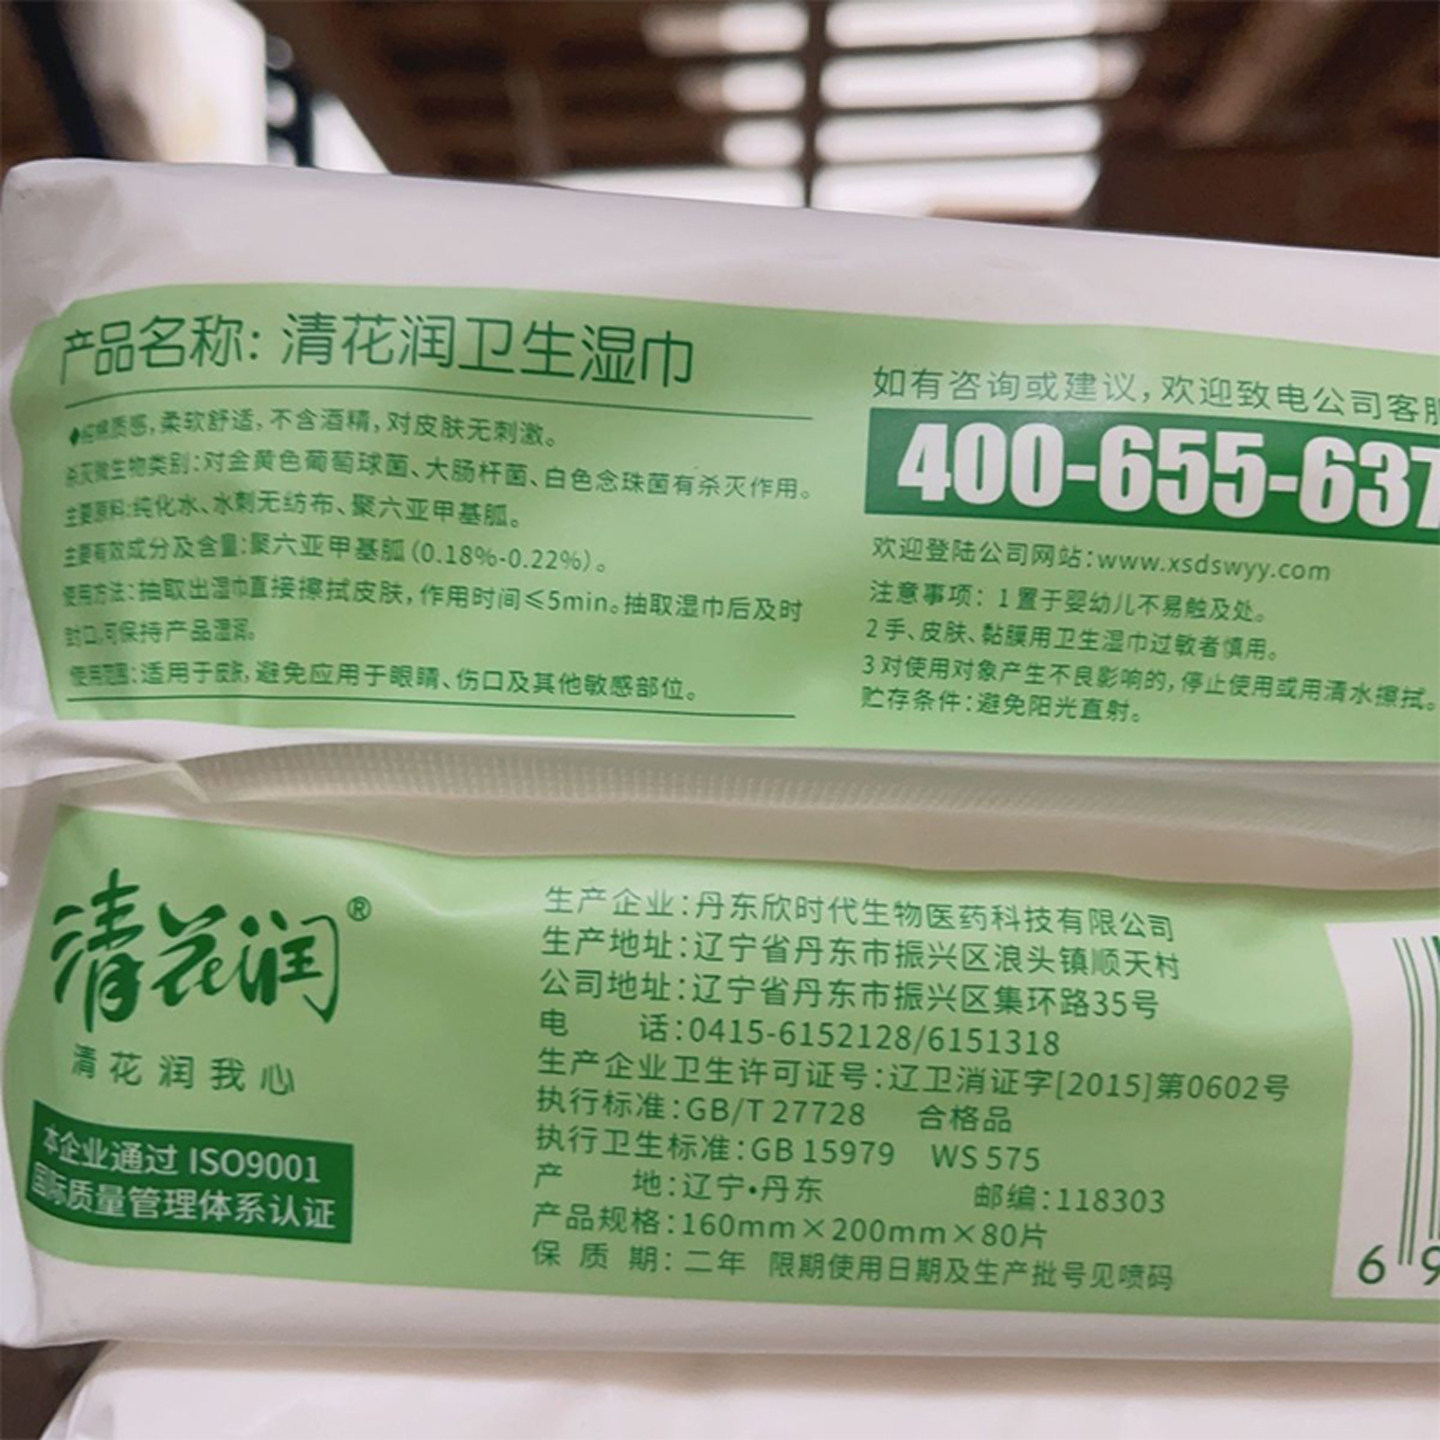 产品名称：清花润卫生湿巾
◆纯棉质感，柔软舒适，不含酒精，对皮肤无刺激。
杀灭微生物类别：对金黄色葡萄球菌、大肠杆菌、白色念珠菌有杀灭作用。
主要原料：纯化水、水刺无纺布、聚六亚甲基胍。
主要有效成分及含量：聚六亚甲基胍（0.18%-0.22%）。
使用方法：抽取出湿巾直接擦拭皮肤，作用时间≤5min。抽取湿巾后及时
封口，可保持产品湿润。
使用范围：适用于皮肤，避免应用于眼睛、伤口及其他敏感部位。
如有咨询或建议，欢迎致电公司客服
400-655-637
欢迎登陆公司网站：www.xsdswyy.com
注意事项：1置于婴幼儿不易触及处。
2手、皮肤、黏膜用卫生湿巾过敏者慎用。
3对使用对象产生不良影响的，停止使用或用清水擦拭。
贮存条件：避免阳光直射。
清花润®
清花润我心
本企业通过 ISO9001
国际质量管理体系认证
生产企业：丹东欣时代生物医药科技有限公司
生产地址：辽宁省丹东市振兴区浪头镇顺天村
公司地址：辽宁省丹东市振兴区集环路35号
电 话：0415-6152128/6151318
生产企业卫生许可证号：辽卫消证字[2015]第0602号
执行标准：GB/T 27728 合格品
执行卫生标准：GB 15979 WS 575
产 地：辽宁•丹东 邮编：118303
产品规格：160mm×200mm×80片
保 质 期：二年 限期使用日期及生产批号见喷码
6 9